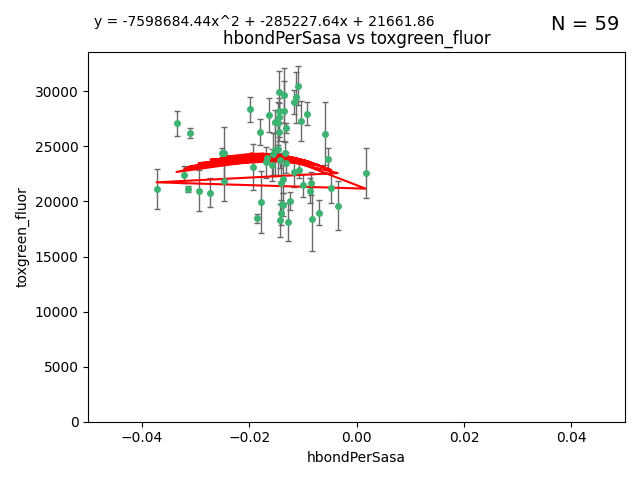 y = -7598684.44x^2 + -285227.64x + 21661.86
N = 59
hbondPerSasa vs toxgreen_fluor
30000
25000
20000
15000
10000
5000
0
toxgreen_fluor
−0.04
−0.02
0.00
0.02
0.04
hbondPerSasa